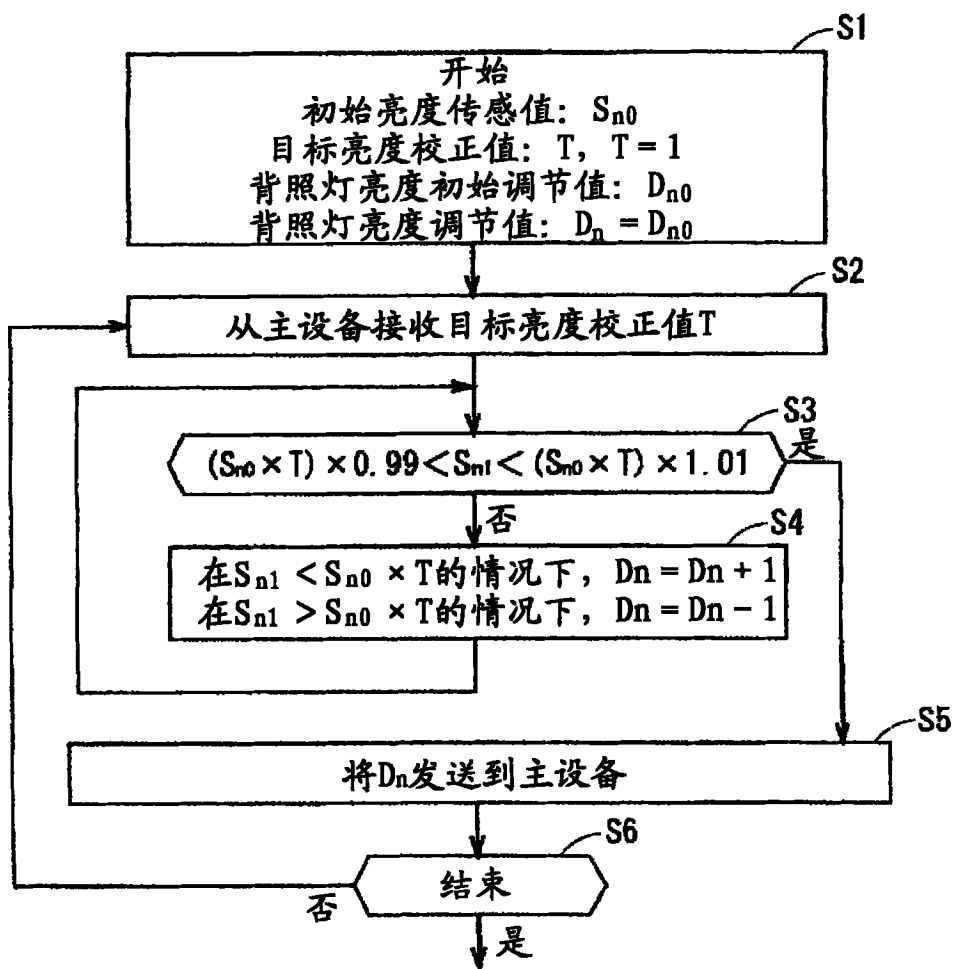 S1
开始
初始亮度传感值: Sn0
目标亮度校正值: T, T = 1
背照灯亮度初始调节值: Dn0
背照灯亮度调节值: Dn = Dn0
S2
从主设备接收目标亮度校正值T
S3
(Sn0 × T) × 0.99 < Sn1 < (Sn0 × T) × 1.01
是
否
S4
在Sn1 < Sn0 × T的情况下, Dn = Dn + 1
在Sn1 > Sn0 × T的情况下, Dn = Dn - 1
S5
将Dn发送到主设备
S6
结束
否
是